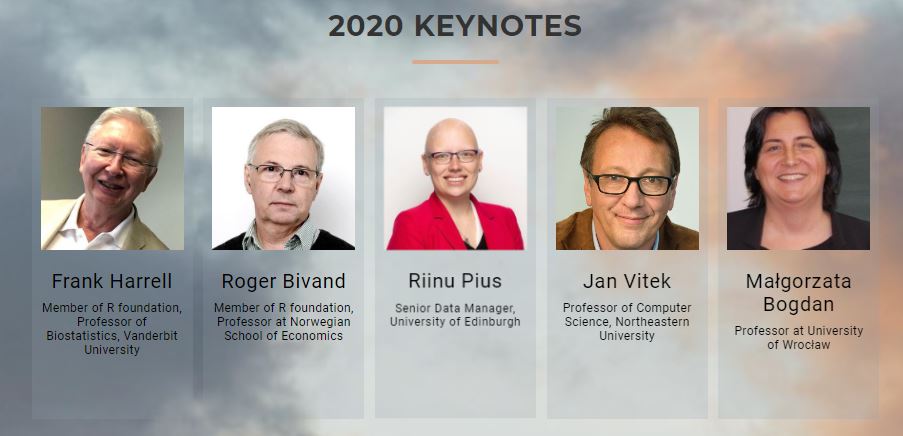 2020 KEYNOTES
Frank Harrell
Member of R foundation,
Professor of
Biostatistics, Vanderbit
University
Roger Bivand
Member of R foundation,
Professor at Norwegian
School of Economics
Riinu Pius
Senior Data Manager,
University of Edinburgh
Jan Vitek
Professor of Computer
Science, Northeastern
University
Małgorzata
Bogdan
Professor at University
of Wrocław